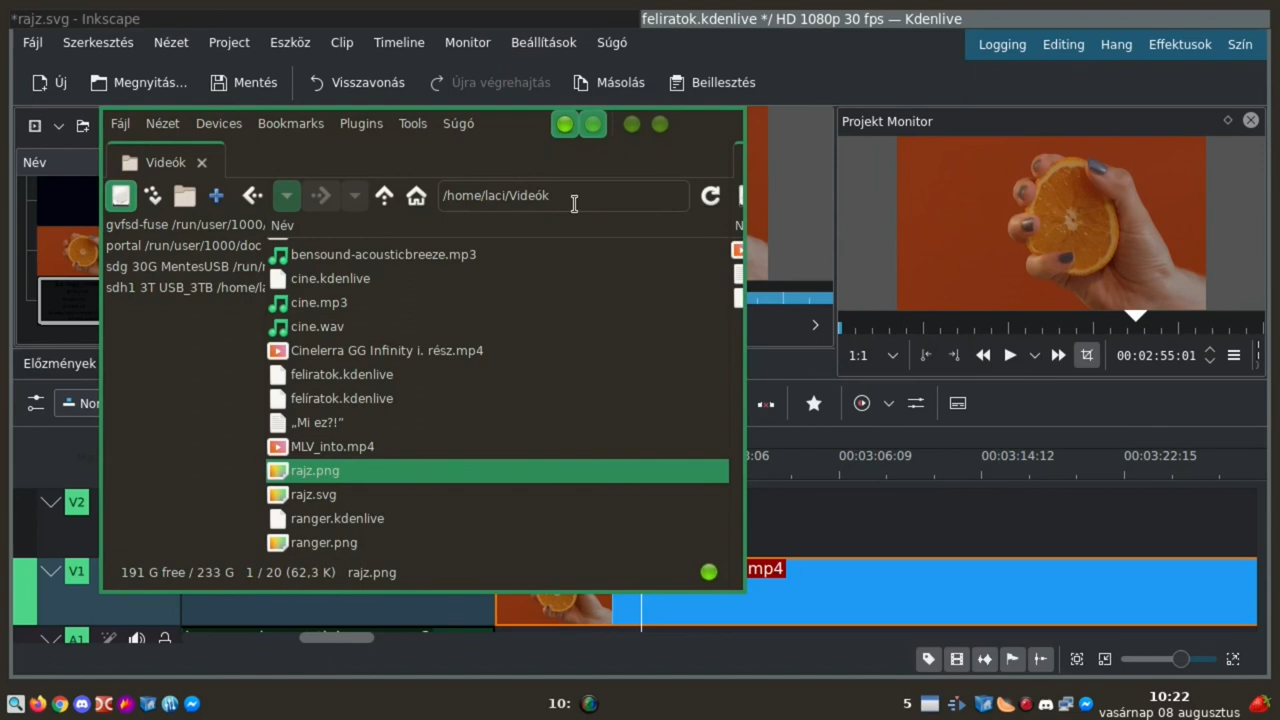 *rajz.svg - Inkscape
feliratok.kdenlive */ HD 1080p 30 fps — Kdenlive
Fájl Szerkesztés Nézet Project Eszköz Clip Timeline Monitor Beállítások Súgó
Logging Editing Hang Effektusok Szín
Új Megnyitás... Mentés Visszavonás Újra végrehajtás Másolás Beillesztés
Név
Fájl Nézet Devices Bookmarks Plugins Tools Súgó
Videók
/home/laci/Videók
gvfsd-fuse /run/user/1000,
portal /run/user/1000/doc
sdg 30G MentesUSB /run/r
sdh1 3T USB_3TB /home/la
Név
bensound-acousticbreeze.mp3
cine.kdenlive
cine.mp3
cine.wav
Cinelerra GG Infinity i. rész.mp4
feliratok.kdenlive
feliratok.kdenlive
„Mi ez?!”
MLV_into.mp4
rajz.png
rajz.svg
ranger.kdenlive
ranger.png
191 G free / 233 G 1 / 20 (62,3 K) rajz.png
N
Projekt Monitor
1:1
00:02:55:01
Előzmények
Nor
3:06 00:03:06:09 00:03:14:12 00:03:22:15
V2
V1
mp4
A1
10:
5
10:22
vasárnap 08 augusztus